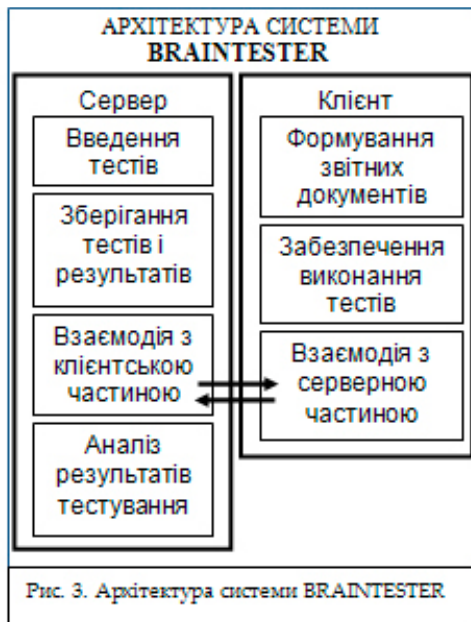 АРХІТЕКТУРА СИСТЕМИ
BRAINTESTER
Сервер
Введення
тестів
Зберігання
тестів і
результатів
Взаємодія з
клієнтською
частиною
Аналіз
результатів
тестування
Клієнт
Формування
звітних
документів
Забезпечення
виконання
тестів
Взаємодія з
серверною
частиною
Рис. 3. Архітектура системи BRAINTESTER